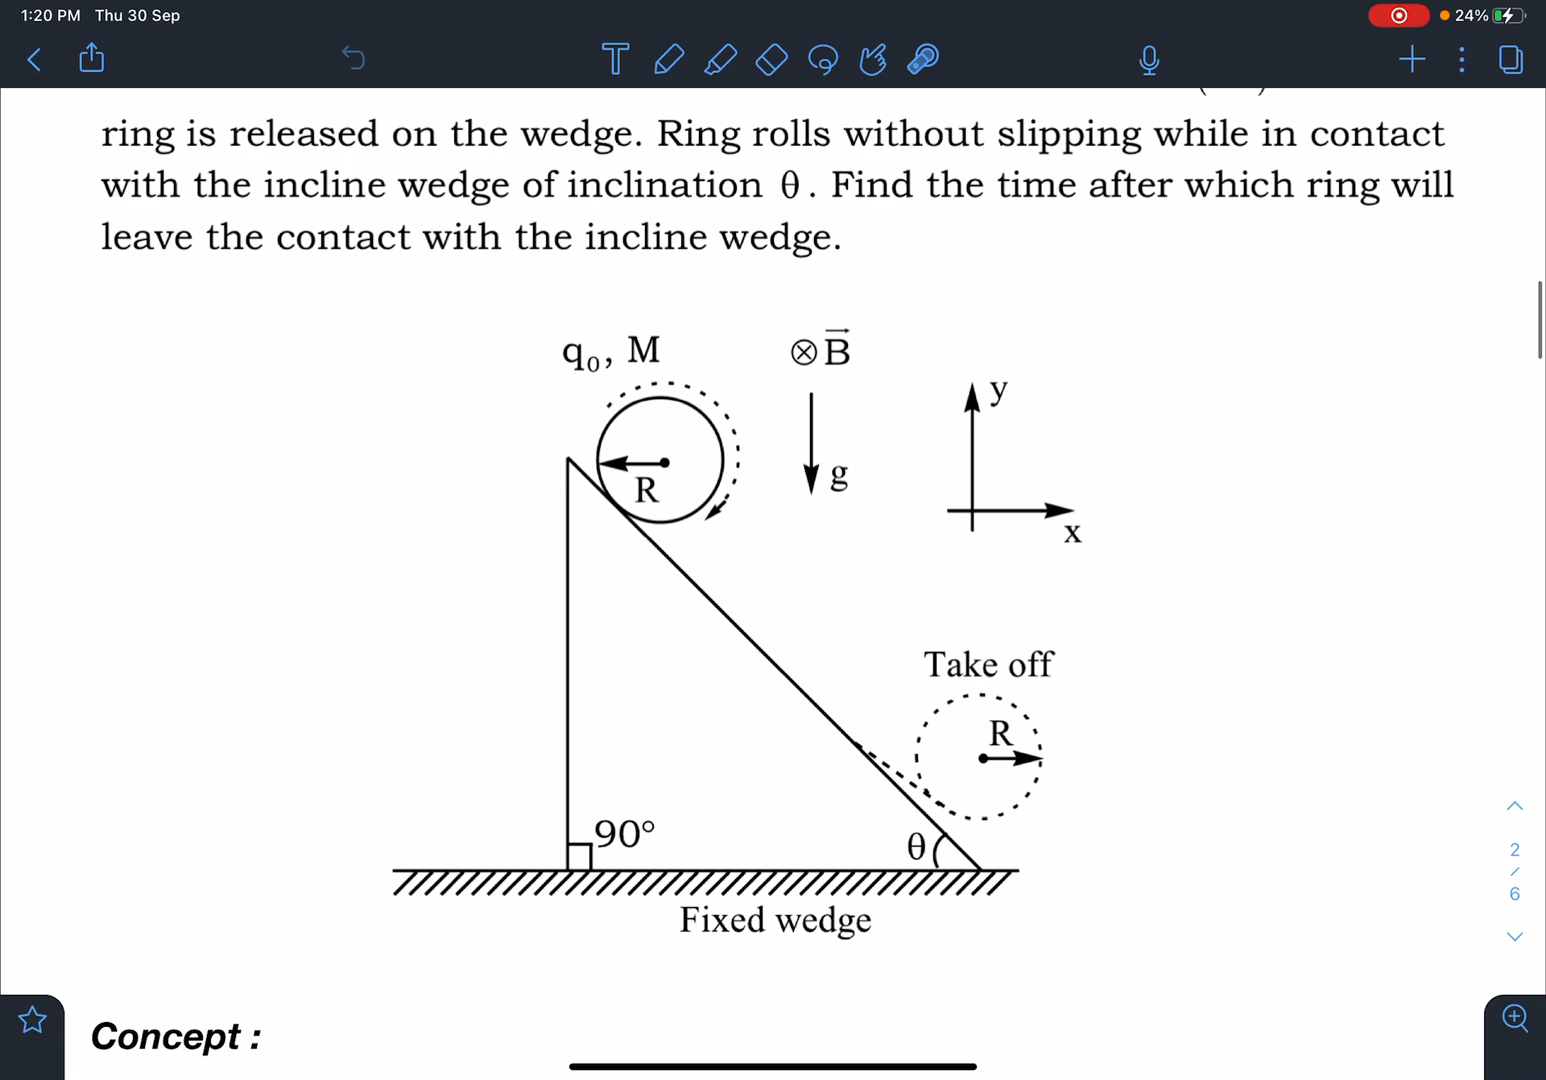 1:20 PM Thu 30 Sep
24%
ring is released on the wedge. Ring rolls without slipping while in contact
with the incline wedge of inclination θ. Find the time after which ring will
leave the contact with the incline wedge.
q₀, M
⊗B⃗
y
g
R
x
Take off
R
90°
θ
2
/
6
Fixed wedge
Concept :